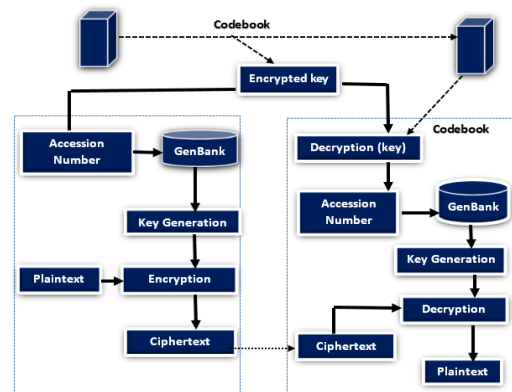 Codebook
Encrypted key
Accession
Number
GenBank
Key Generation
Plaintext
Encryption
Ciphertext
Codebook
Decryption (key)
Accession
Number
GenBank
Key Generation
Decryption
Ciphertext
Plaintext